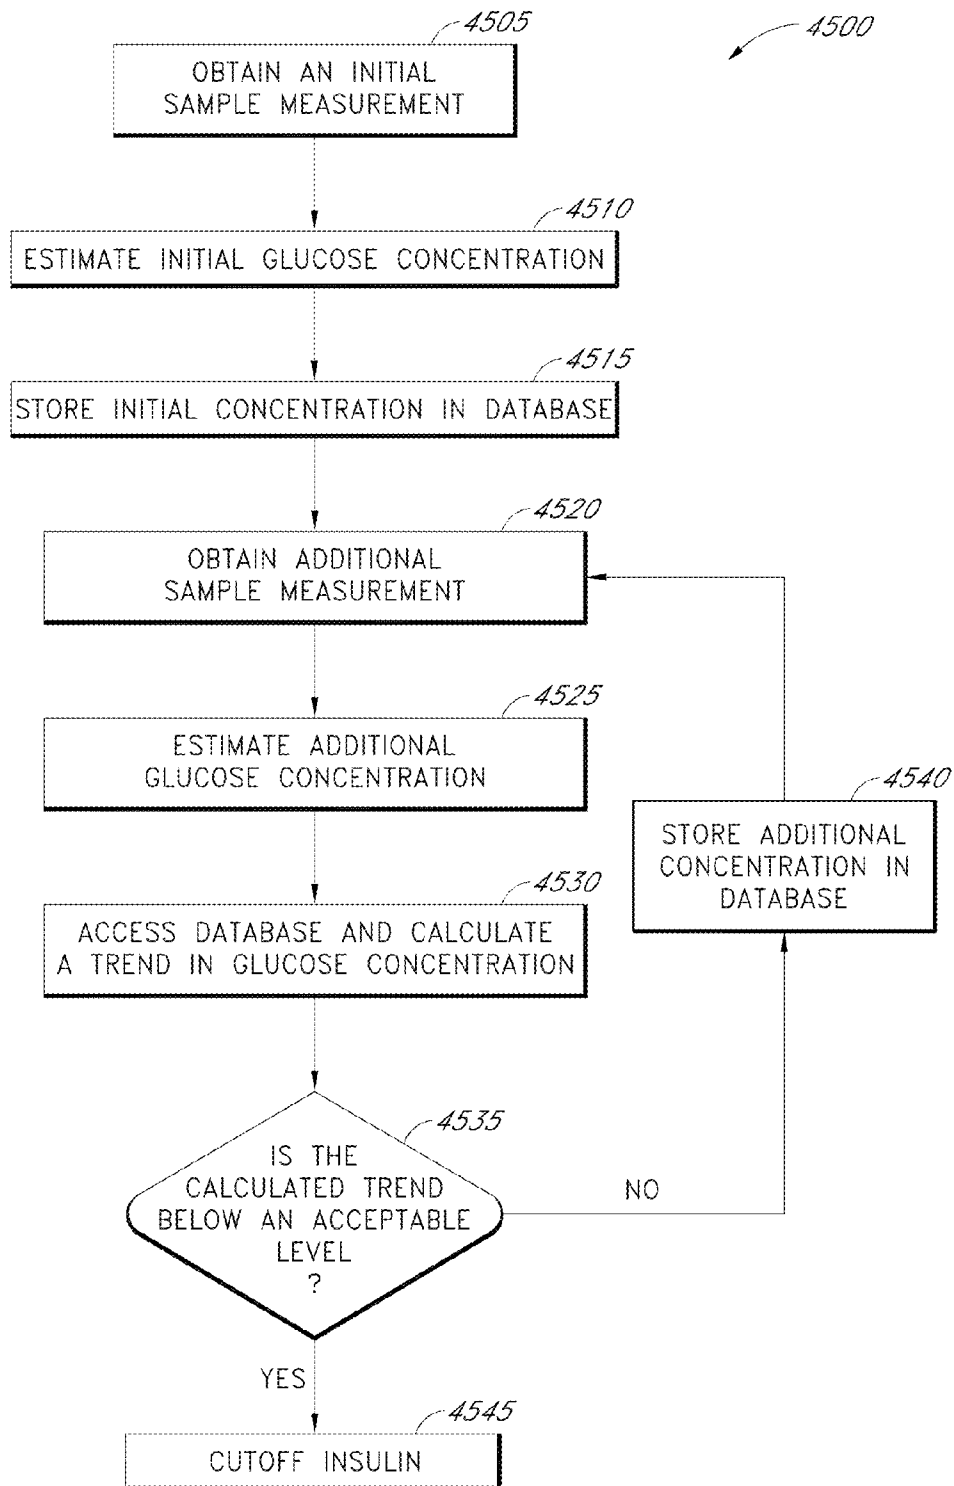 4505
4500
OBTAIN AN INITIAL
SAMPLE MEASUREMENT
4510
ESTIMATE INITIAL GLUCOSE CONCENTRATION
4515
STORE INITIAL CONCENTRATION IN DATABASE
4520
OBTAIN ADDITIONAL
SAMPLE MEASUREMENT
4525
ESTIMATE ADDITIONAL
GLUCOSE CONCENTRATION
4540
STORE ADDITIONAL
CONCENTRATION IN
DATABASE
4530
ACCESS DATABASE AND CALCULATE
A TREND IN GLUCOSE CONCENTRATION
4535
IS THE
CALCULATED TREND
BELOW AN ACCEPTABLE
LEVEL
?
NO
YES
4545
CUTOFF INSULIN